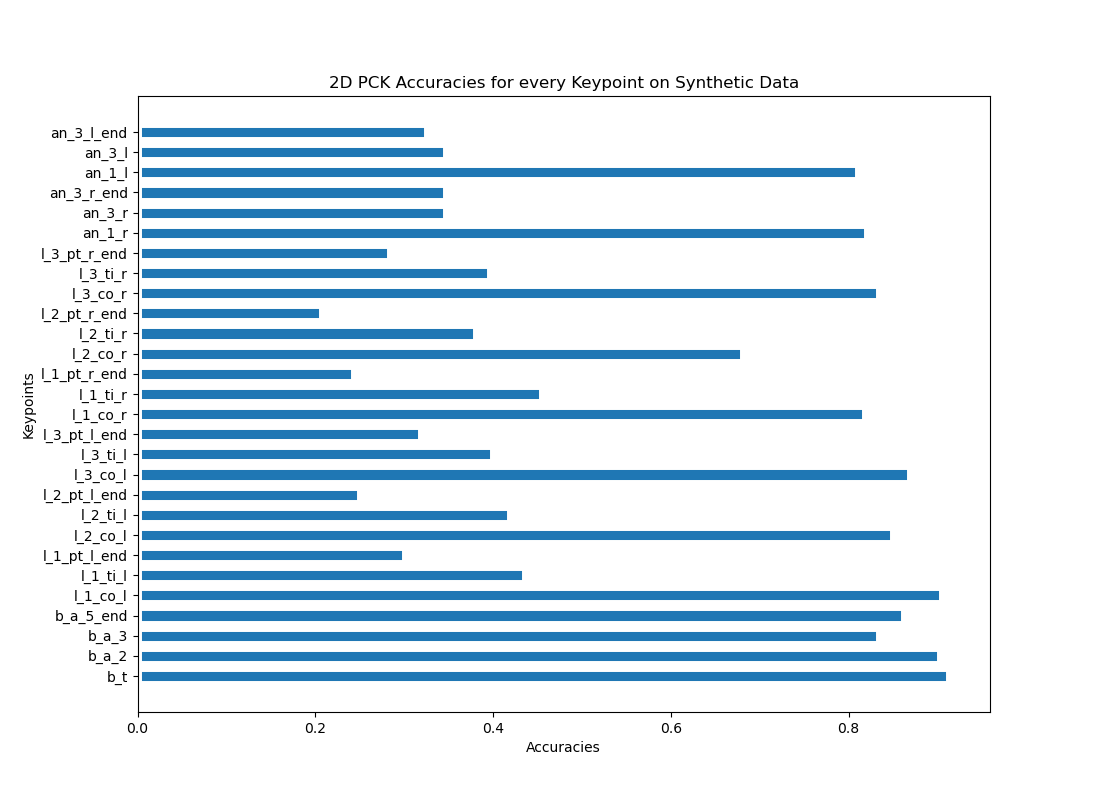 2D PCK Accuracies for every Keypoint on Synthetic Data
an_3_l_end
an_3_l
an_1_l
an_3_r_end
an_3_r
an_1_r
l_3_pt_r_end
l_3_ti_r
l_3_co_r
l_2_pt_r_end
l_2_ti_r
l_2_co_r
l_1_pt_r_end
l_1_ti_r
l_1_co_r
l_3_pt_l_end
l_3_ti_l
l_3_co_l
l_2_pt_l_end
l_2_ti_l
l_2_co_l
l_1_pt_l_end
l_1_ti_l
l_1_co_l
b_a_5_end
b_a_3
b_a_2
b_t
Keypoints
0.0 0.2 0.4 0.6 0.8
Accuracies